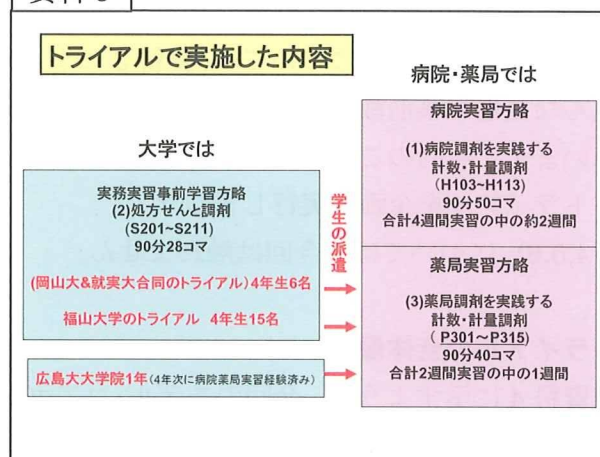 トライアルで実施した内容
病院・薬局では
大学では
実務実習事前学習方略
(2)処方せんと調剤
(S201~S211)
90分28コマ
(岡山大&就実大合同のトライアル)4年生6名
福山大学のトライアル 4年生15名
広島大大学院1年(4年次に病院薬局実習経験済み)
学生の派遣
病院実習方略
(1)病院調剤を実践する
計数・計量調剤
(H103~H113)
90分50コマ
合計4週間実習の中の約2週間
薬局実習方略
(3)薬局調剤を実践する
計数・計量調剤
(P301~P315)
90分40コマ
合計2週間実習の中の1週間